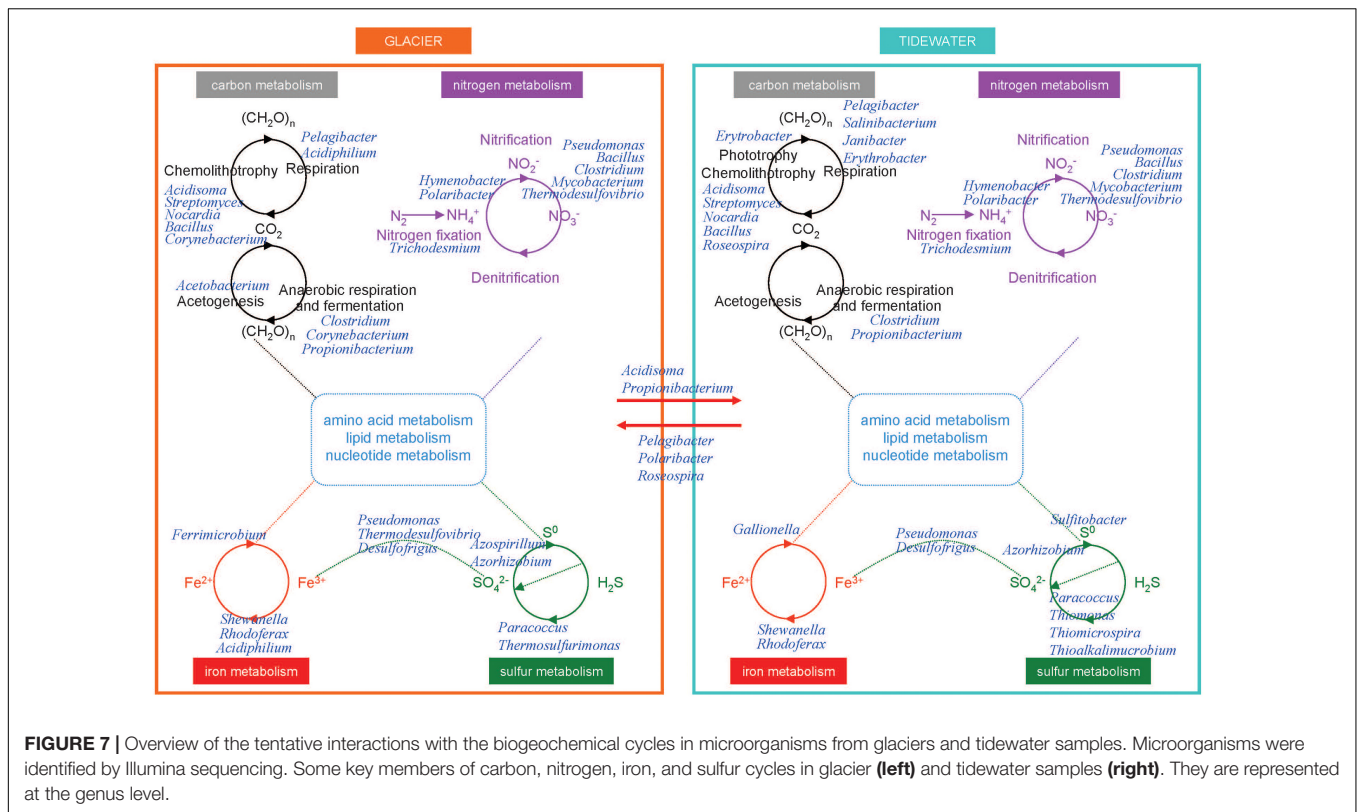 GLACIER
carbon metabolism
nitrogen metabolism
(CH₂O)ₙ
Pelagibacter
Acidiphilium
Chemolithotrophy
Respiration
Acidisoma
Streptomyces
Nocardia
Bacillus
Corynebacterium
CO₂
Acetobacterium
Acetogenesis
Anaerobic respiration
and fermentation
(CH₂O)ₙ
Clostridium
Corynebacterium
Propionibacterium
Nitrification
NO₂⁻
Pseudomonas
Bacillus
Clostridium
Mycobacterium
Thermodesulfovibrio
Hymenobacter
Polaribacter
N₂
NH₄⁺
NO₃⁻
Nitrogen fixation
Trichodesmium
Denitrification
amino acid metabolism
lipid metabolism
nucleotide metabolism
Ferrimicrobium
Fe²⁺
Fe³⁺
Shewanella
Rhodoferax
Acidiphilium
iron metabolism
Pseudomonas
Thermodesulfovibrio
Desulfofrigus
S⁰
Azospirillum
Azorhizobium
SO₄²⁻
H₂S
Paracoccus
Thermosulfurimonas
sulfur metabolism
Acidisoma
Propionibacterium
Pelagibacter
Polaribacter
Roseospira
TIDEWATER
carbon metabolism
nitrogen metabolism
(CH₂O)ₙ
Pelagibacter
Salinibacterium
Janibacter
Erythrobacter
Erytrobacter
Phototrophy
Chemolithotrophy
Respiration
Acidisoma
Streptomyces
Nocardia
Bacillus
Roseospira
CO₂
Acetogenesis
Anaerobic respiration
and fermentation
(CH₂O)ₙ
Clostridium
Propionibacterium
Nitrification
NO₂⁻
Pseudomonas
Bacillus
Clostridium
Mycobacterium
Thermodesulfovibrio
Hymenobacter
Polaribacter
N₂
NH₄⁺
NO₃⁻
Nitrogen fixation
Trichodesmium
Denitrification
amino acid metabolism
lipid metabolism
nucleotide metabolism
Gallionella
Fe²⁺
Fe³⁺
Shewanella
Rhodoferax
iron metabolism
Pseudomonas
Desulfofrigus
Sulfitobacter
S⁰
Azorhizobium
SO₄²⁻
H₂S
Paracoccus
Thiomonas
Thiomicrospira
Thioalkalimucrobium
sulfur metabolism
FIGURE 7 | Overview of the tentative interactions with the biogeochemical cycles in microorganisms from glaciers and tidewater samples. Microorganisms were
identified by Illumina sequencing. Some key members of carbon, nitrogen, iron, and sulfur cycles in glacier (left) and tidewater samples (right). They are represented
at the genus level.